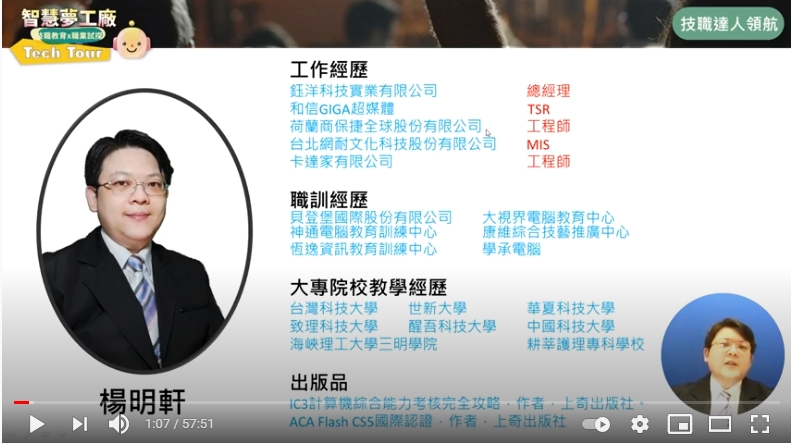 智慧夢工廠
技職教育x職業試探
Tech Tour
技職達人領航
工作經歷
鈺洋科技實業有限公司 總經理
和信GIGA超媒體 TSR
荷蘭商保捷全球股份有限公司 工程師
台北網耐文化科技股份有限公司 MIS
卡達家有限公司 工程師
職訓經歷
貝登堡國際股份有限公司 大視界電腦教育中心
神通電腦教育訓練中心 康維綜合技藝推廣中心
恆逸資訊教育訓練中心 學承電腦
大專院校教學經歷
台灣科技大學 世新大學 華夏科技大學
致理科技大學 醒吾科技大學 中國科技大學
海峽理工大學三明學院 耕莘護理專科學校
出版品
IC3計算機綜合能力考核完全攻略，作者，上奇出版社。
ACA Flash CS5國際認證，作者，上奇出版社
楊明軒
1:07 / 57:51